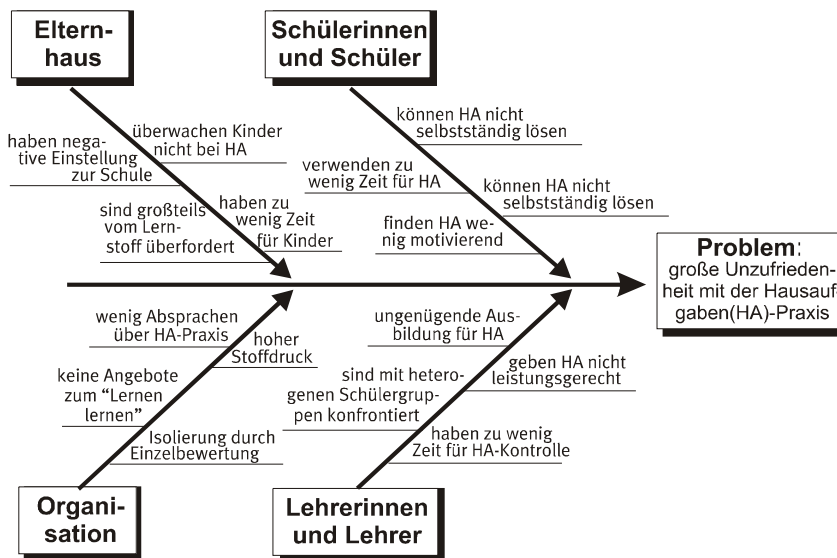 Eltern-
haus
Schülerinnen
und Schüler
haben nega-
tive Einstellung
zur Schule
überwachen Kinder
nicht bei HA
sind großteils
vom Lern-
stoff überfordert
haben zu
wenig Zeit
für Kinder
können HA nicht
selbstständig lösen
verwenden zu
wenig Zeit für HA
können HA nicht
selbstständig lösen
finden HA we-
nig motivierend
Problem:
große Unzufrieden-
heit mit der Hausauf-
gaben(HA)-Praxis
wenig Absprachen
über HA-Praxis
hoher
Stoffdruck
keine Angebote
zum “Lernen
lernen”
Isolierung durch
Einzelbewertung
ungenügende Aus-
bildung für HA
geben HA nicht
leistungsgerecht
sind mit hetero-
genen Schülergrup-
pen konfrontiert
haben zu wenig
Zeit für HA-Kontrolle
Organi-
sation
Lehrerinnen
und Lehrer